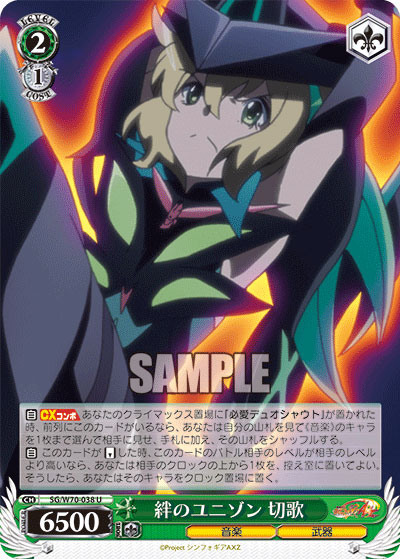 LEVEL
2
1
COST
SAMPLE
自 CXコンボ あなたのクライマックス置場に「必愛デュオシャウト」が置かれた
時、前列にこのカードがいるなら、あなたは自分の山札を見て《音楽》のキャラ
を1枚まで選んで相手に見せ、手札に加え、その山札をシャッフルする。
自 このカードが した時、このカードのバトル相手のレベルが相手のレベル
より高いなら、あなたは相手のクロックの上から1枚を、控え室に置いてよい。
そうしたら、そのキャラを相手のクロック置場に置く。
CH SG/W70-038 U
6500
SOUL
絆のユニゾン 切歌
音楽 武器
©Project シンフォギアAXZ